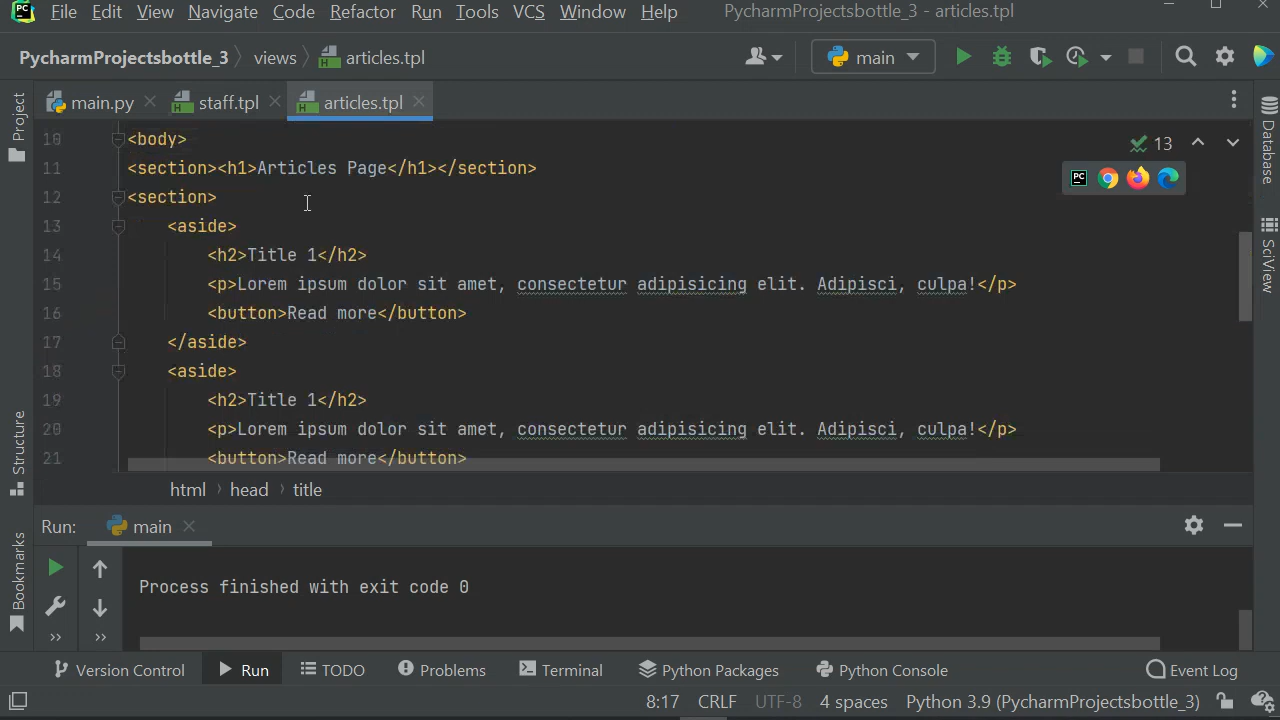 File Edit View Navigate Code Refactor Run Tools VCS Window Help PycharmProjectsbottle_3 - articles.tpl
PycharmProjectsbottle_3 views articles.tpl main
Project
main.py staff.tpl articles.tpl
10 <body>
13
11 <section><h1>Articles Page</h1></section>
12 <section>
13 <aside>
14 <h2>Title 1</h2>
15 <p>Lorem ipsum dolor sit amet, consectetur adipisicing elit. Adipisci, culpa!</p>
16 <button>Read more</button>
17 </aside>
18 <aside>
19 <h2>Title 1</h2>
20 <p>Lorem ipsum dolor sit amet, consectetur adipisicing elit. Adipisci, culpa!</p>
21 <button>Read more</button>
Database
SciView
Structure
html head title
Run: main
Bookmarks
Process finished with exit code 0
Version Control Run TODO Problems Terminal Python Packages Python Console Event Log
8:17 CRLF UTF-8 4 spaces Python 3.9 (PycharmProjectsbottle_3)